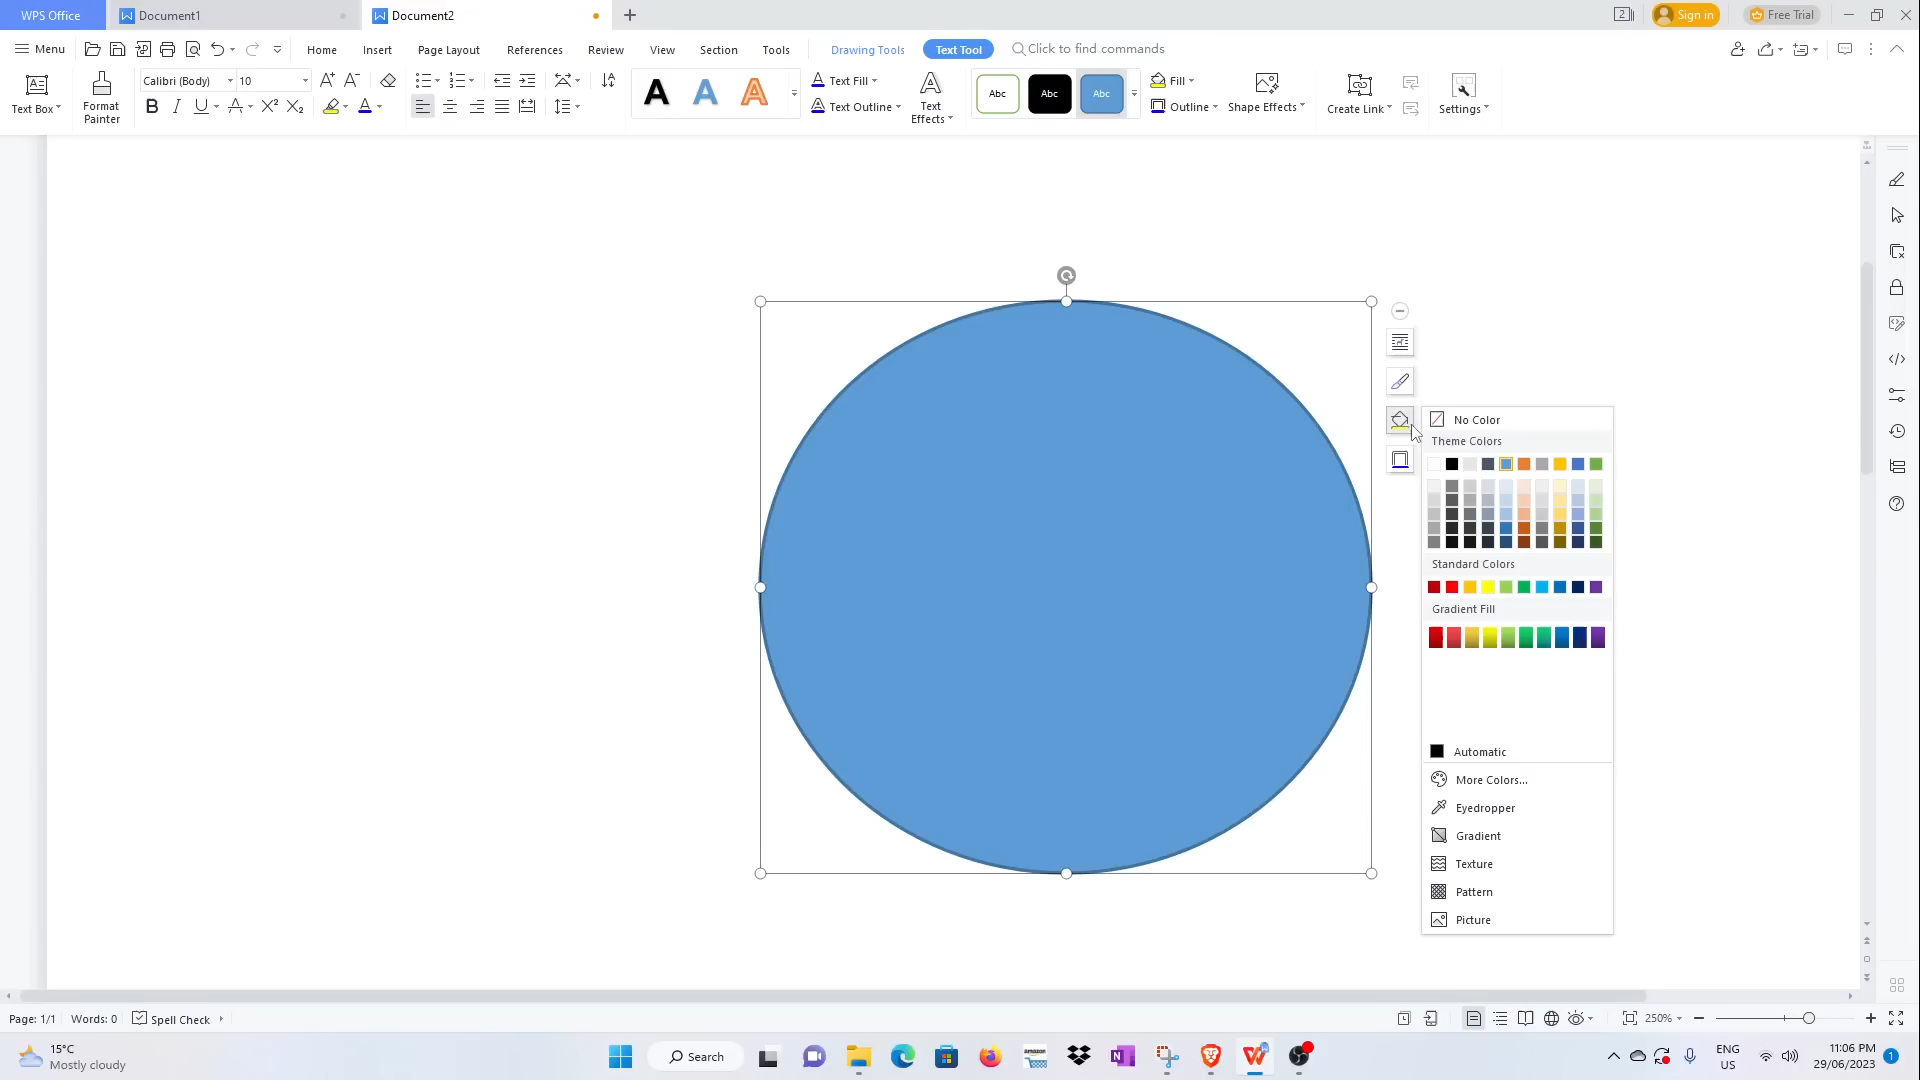 WPS Office Document1 Document2 2 Sign in Free Trial
Menu Home Insert Page Layout References Review View Section Tools Drawing Tools Text Tool Click to find commands
Text Box Format Painter Calibri (Body) 10 Text Fill Text Outline Text Effects Abc Abc Abc Fill Outline Shape Effects Create Link Settings
No Color
Theme Colors
Standard Colors
Gradient Fill
Automatic
More Colors...
Eyedropper
Gradient
Texture
Pattern
Picture
Page: 1/1 Words: 0 Spell Check 250%
15°C
Mostly cloudy
Search
amazon
ENG
US
11:06 PM
29/06/2023
1